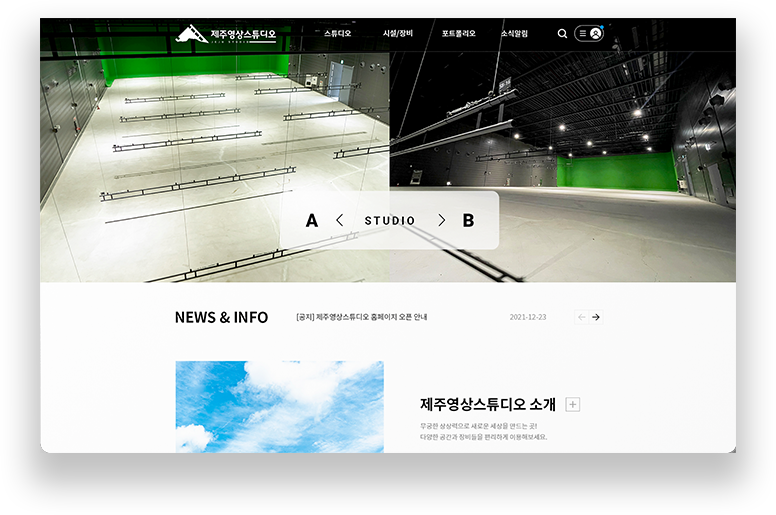 제주영상스튜디오
JEJU STUDIO
스튜디오 시설/장비 포트폴리오 소식알림
A < STUDIO > B
NEWS & INFO [공지] 제주영상스튜디오 홈페이지 오픈 안내 2021-12-23 ← →
제주영상스튜디오 소개 +
무궁한 상상력으로 새로운 세상을 만드는 곳!
다양한 공간과 장비들을 편리하게 이용해보세요.